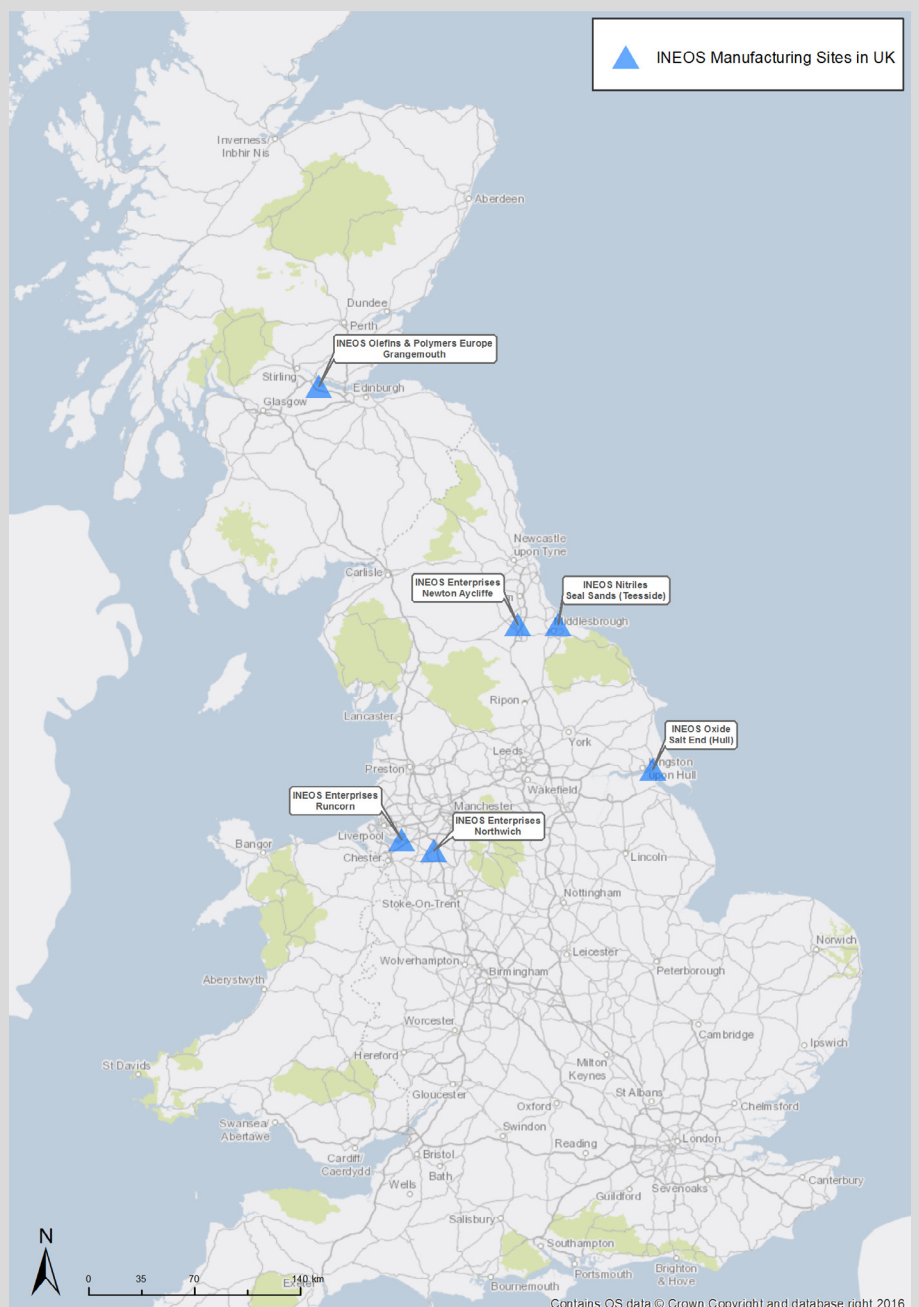 INEOS Manufacturing Sites in UK
Inverness/
Inbhir Nis
Aberdeen
Dundee
Perth
INEOS Olefins & Polymers Europe
Grangemouth
Stirling
Edinburgh
Glasgow
Newcastle
upon Tyne
Carlisle
INEOS Enterprises
Newton Aycliffe
INEOS Nitriles
Seal Sands (Teesside)
iddlesbrough
Ripon
Lancaster
INEOS Oxide
Salt End (Hull)
York
Leeds
Preston
Kingston
upon Hull
Wakefield
INEOS Enterprises
Runcorn
Manchester
INEOS Enterprises
Northwich
Liverpool
Bangor
Chester
Lincoln
Stoke-On-Trent
Nottingham
Norwich
Leicester
Wolverhampton
Peterborough
Birmingham
Aberystwyth
Worcester
Cambridge
Ipswich
Hereford
Milton
Keynes
St Davids
Gloucester
St Albans
Oxford
Chelmsford
Swansea/
Abertawe
Swindon
London
Reading
Bristol
Cardiff/
Caerdydd
Bath
Canterbury
Wells
Guildford
Sevenoaks
Salisbury
Southampton
N
Portsmouth
Brighton
& Hove
0 35 70 140 km
Exeter
Bournemouth
Contains OS data © Crown Copyright and database right 2016